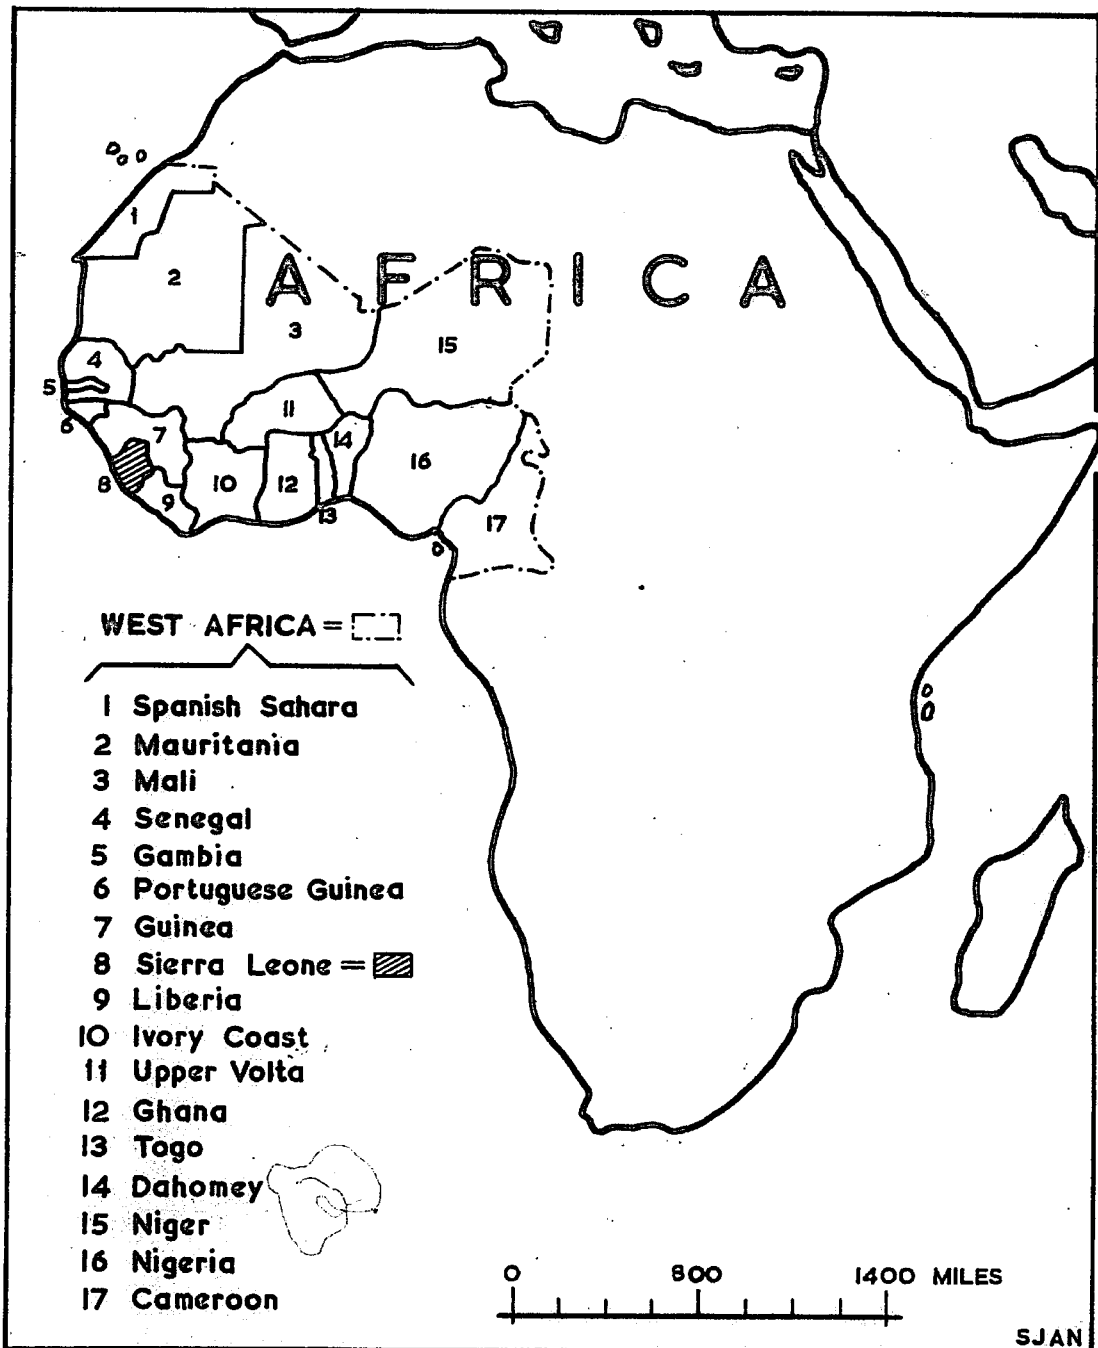 AFRICA
1
2
3
15
4
5
6
7
11
14
16
8
9
10
12
13
17
WEST AFRICA =
1 Spanish Sahara
2 Mauritania
3 Mali
4 Senegal
5 Gambia
6 Portuguese Guinea
7 Guinea
8 Sierra Leone =
9 Liberia
10 Ivory Coast
11 Upper Volta
12 Ghana
13 Togo
14 Dahomey
15 Niger
16 Nigeria
17 Cameroon
0 800 1400 MILES
SJAN